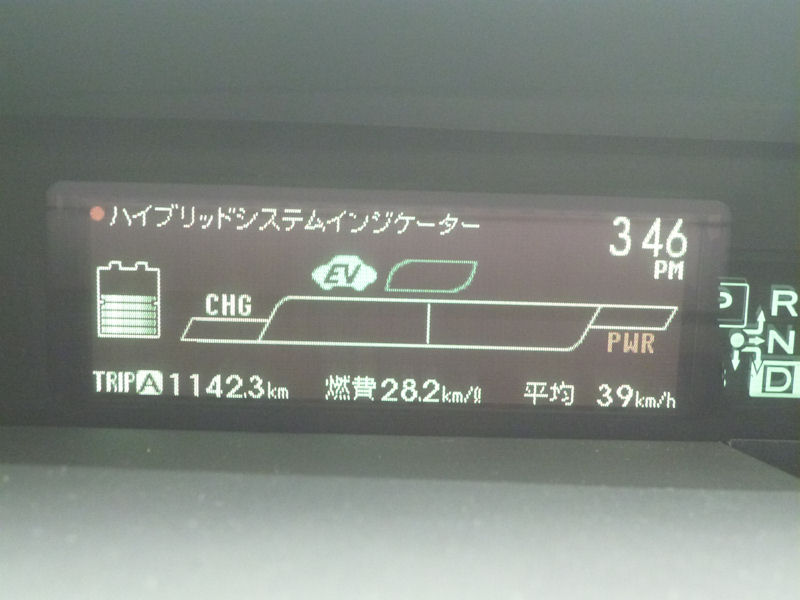 ハイブリッドシステムインジケーター
3:46
PM
EV
CHG
PWR
TRIP A 1142.3km 燃費 28.2km/ℓ 平均 39km/h
P
R
N
D